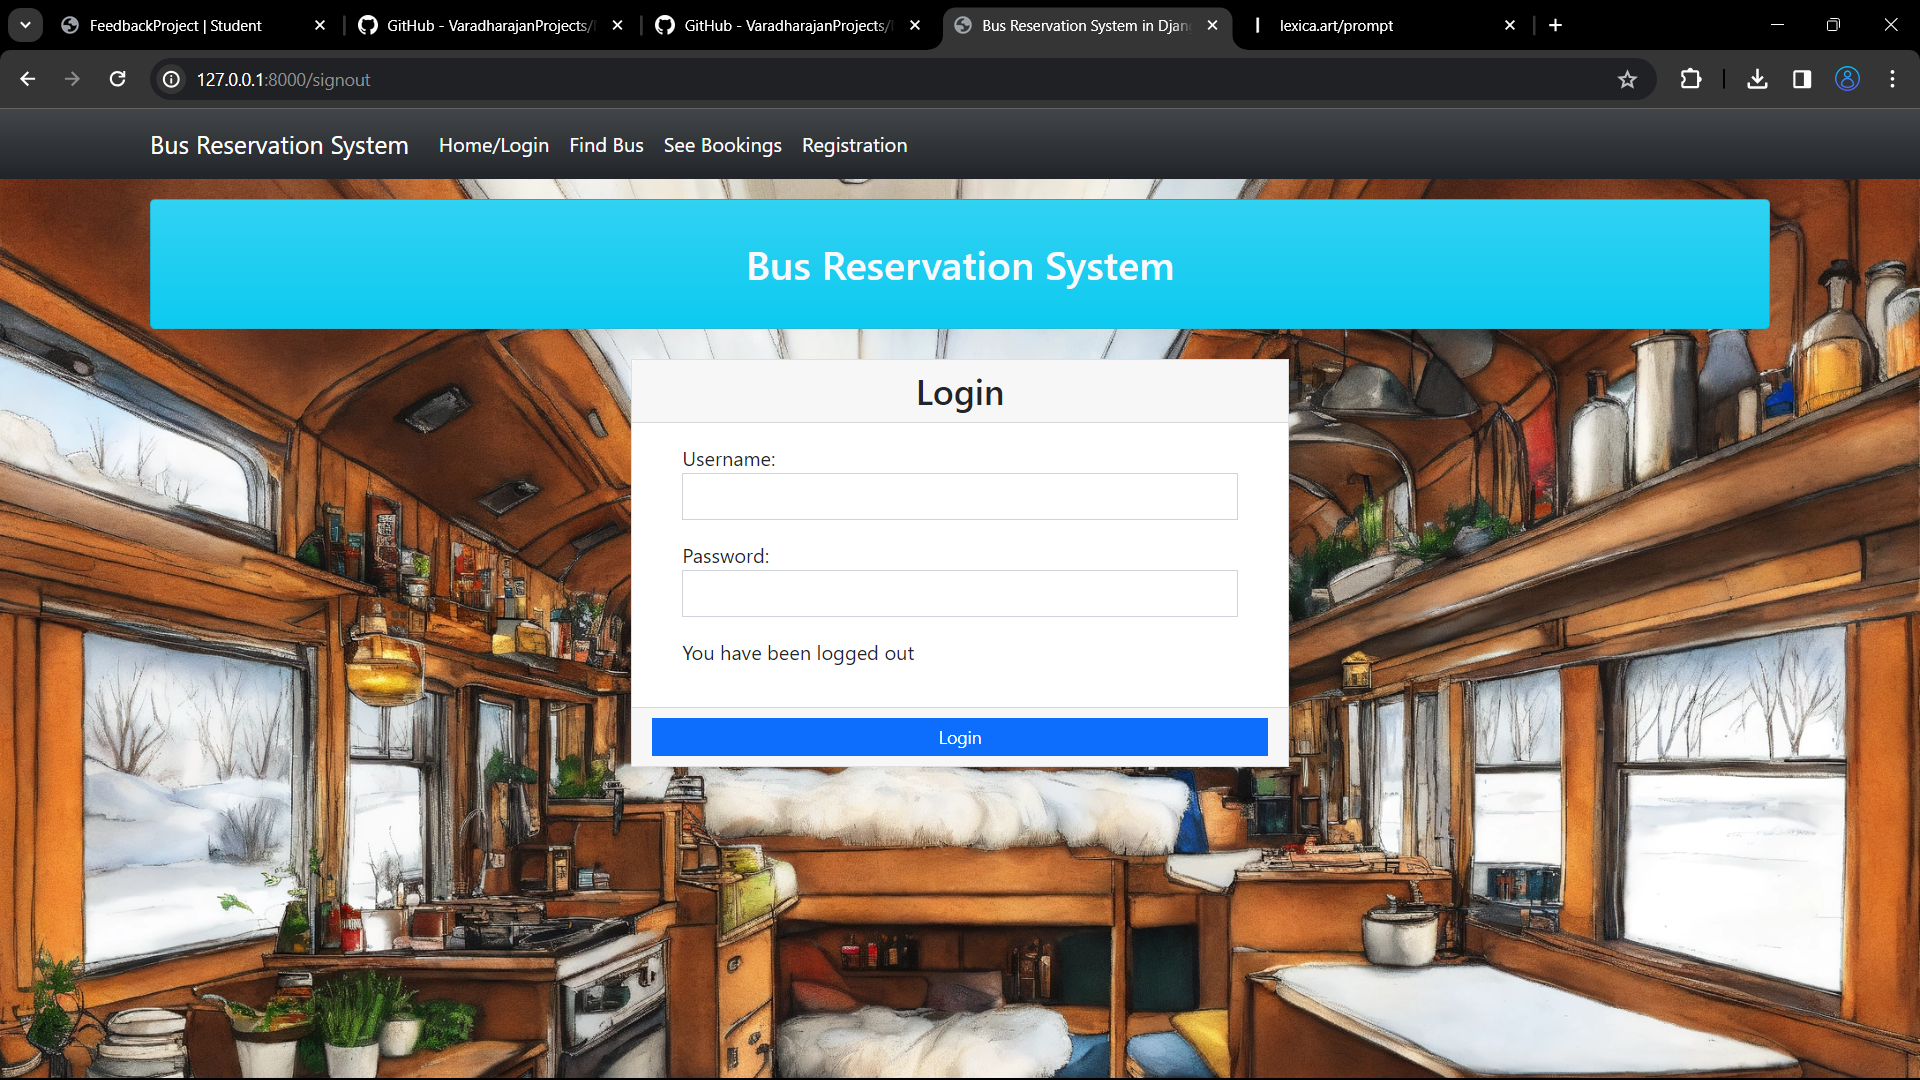 FeedbackProject | Student
GitHub - VaradharajanProjects/
GitHub - VaradharajanProjects/
Bus Reservation System in Djan
lexica.art/prompt
127.0.0.1:8000/signout
Bus Reservation System
Home/Login
Find Bus
See Bookings
Registration
Bus Reservation System
Login
Username:
Password:
You have been logged out
Login